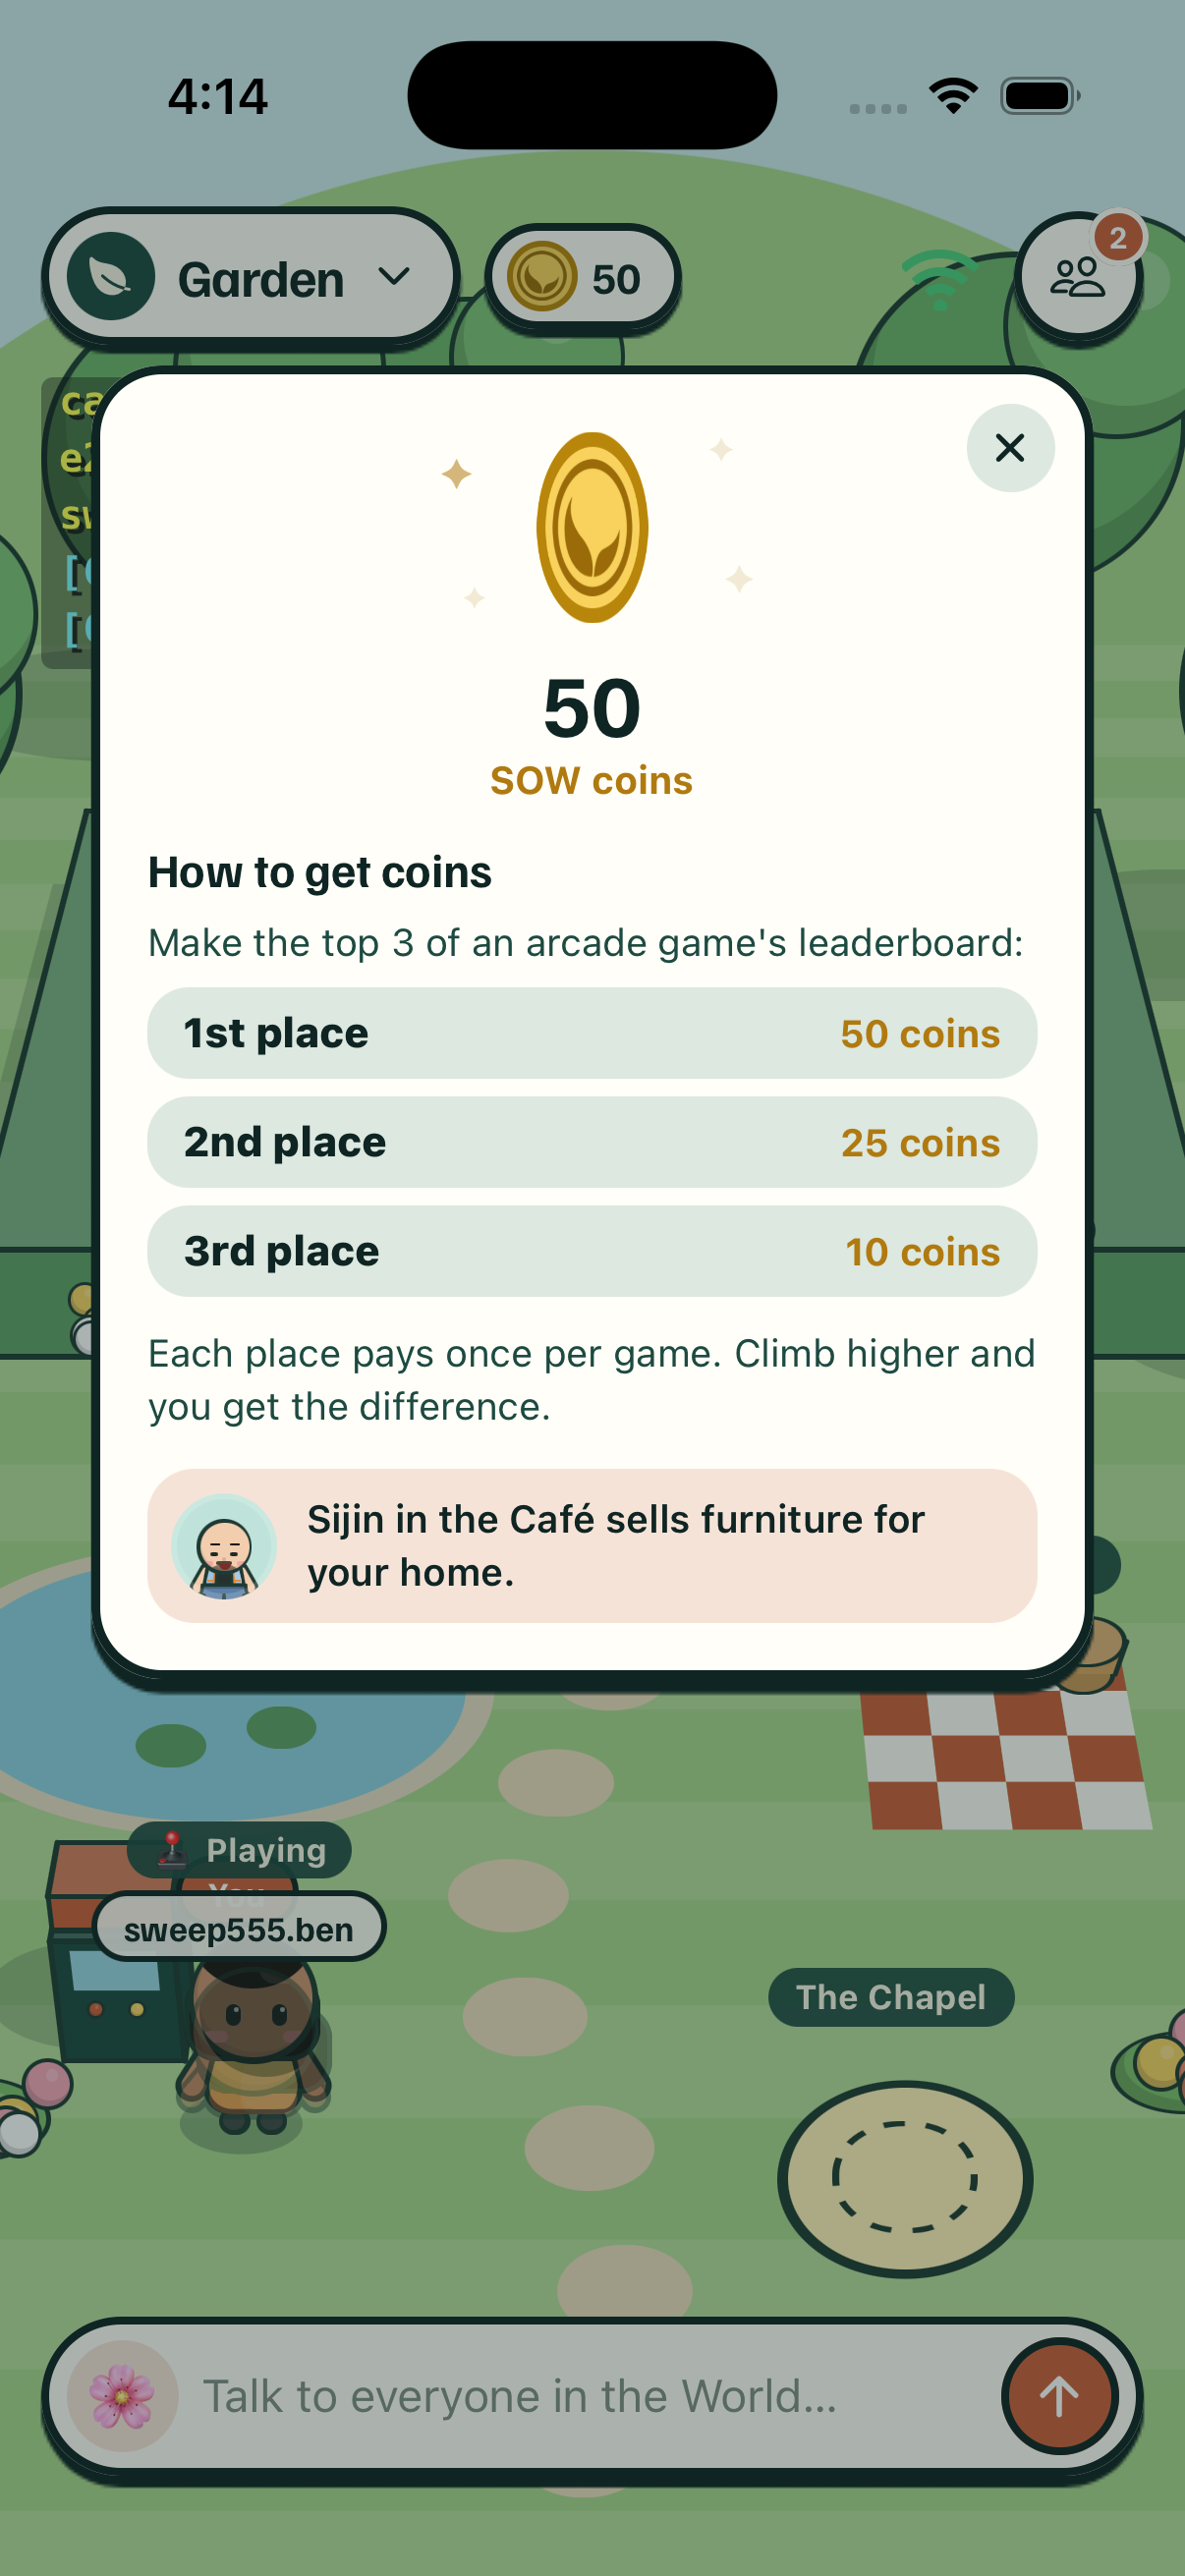 4:14
Garden
50
2
50
SOW coins
How to get coins
Make the top 3 of an arcade game's leaderboard:
1st place
50 coins
2nd place
25 coins
3rd place
10 coins
Each place pays once per game. Climb higher and
you get the difference.
Sijin in the Café sells furniture for
your home.
🕹️ Playing
You
sweep555.ben
The Chapel
Talk to everyone in the World...